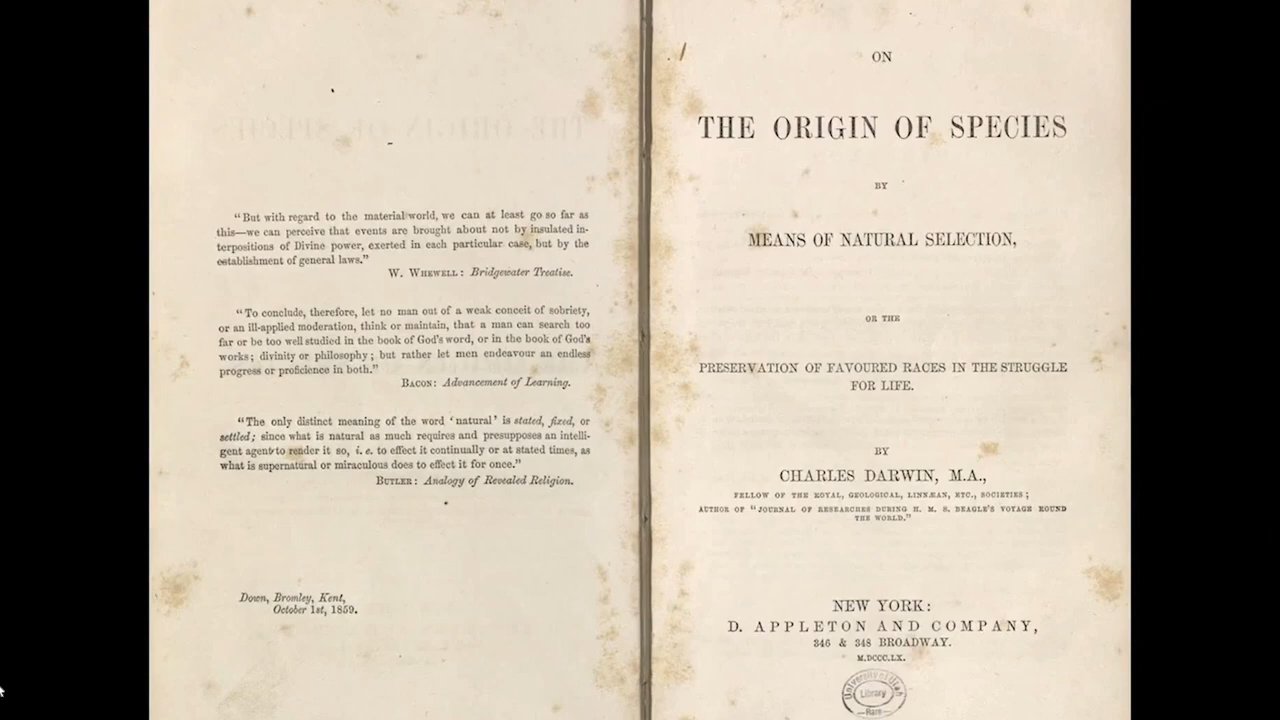 “But with regard to the material world, we can at least go so far as
this—we can perceive that events are brought about not by insulated in-
terpositions of Divine power, exerted in each particular case, but by the
establishment of general laws.”
W. Whewell: Bridgewater Treatise.
“To conclude, therefore, let no man out of a weak conceit of sobriety,
or an ill-applied moderation, think or maintain, that a man can search too
far or be too well studied in the book of God's word, or in the book of God's
works; divinity or philosophy; but rather let men endeavour an endless
progress or proficience in both.”
Bacon: Advancement of Learning.
“The only distinct meaning of the word ‘natural’ is stated, fixed, or
settled; since what is natural as much requires and presupposes an intelli-
gent agent to render it so, i. e. to effect it continually or at stated times, as
what is supernatural or miraculous does to effect it for once.”
Butler: Analogy of Revealed Religion.
Down, Bromley, Kent,
October 1st, 1859.
ON
THE ORIGIN OF SPECIES
BY
MEANS OF NATURAL SELECTION,
OR THE
PRESERVATION OF FAVOURED RACES IN THE STRUGGLE
FOR LIFE.
BY
CHARLES DARWIN, M.A.,
FELLOW OF THE ROYAL, GEOLOGICAL, LINNÆAN, ETC., SOCIETIES;
AUTHOR OF “JOURNAL OF RESEARCHES DURING H. M. S. BEAGLE'S VOYAGE ROUND
THE WORLD.”
NEW YORK:
D. APPLETON AND COMPANY,
346 & 348 BROADWAY.
M.DCCC.LX.
University of Utah
Library
Rare